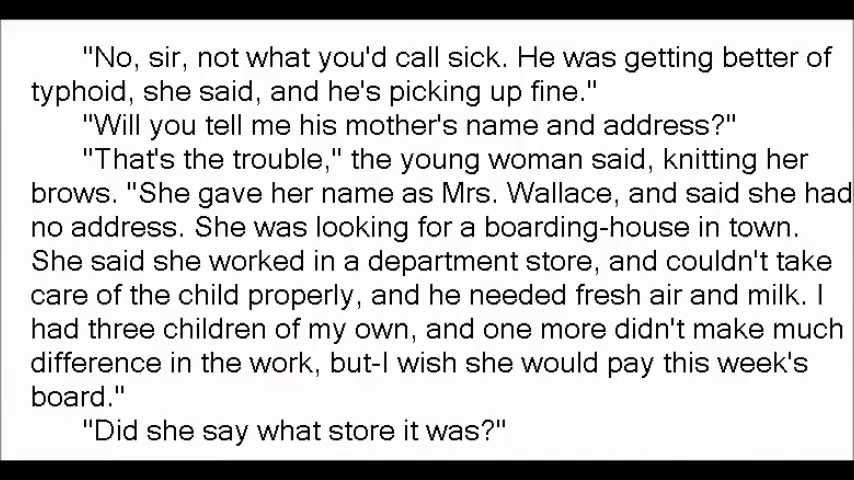 "No, sir, not what you'd call sick. He was getting better of
typhoid, she said, and he's picking up fine."
"Will you tell me his mother's name and address?"
"That's the trouble," the young woman said, knitting her
brows. "She gave her name as Mrs. Wallace, and said she had
no address. She was looking for a boarding-house in town.
She said she worked in a department store, and couldn't take
care of the child properly, and he needed fresh air and milk. I
had three children of my own, and one more didn't make much
difference in the work, but-I wish she would pay this week's
board."
"Did she say what store it was?"